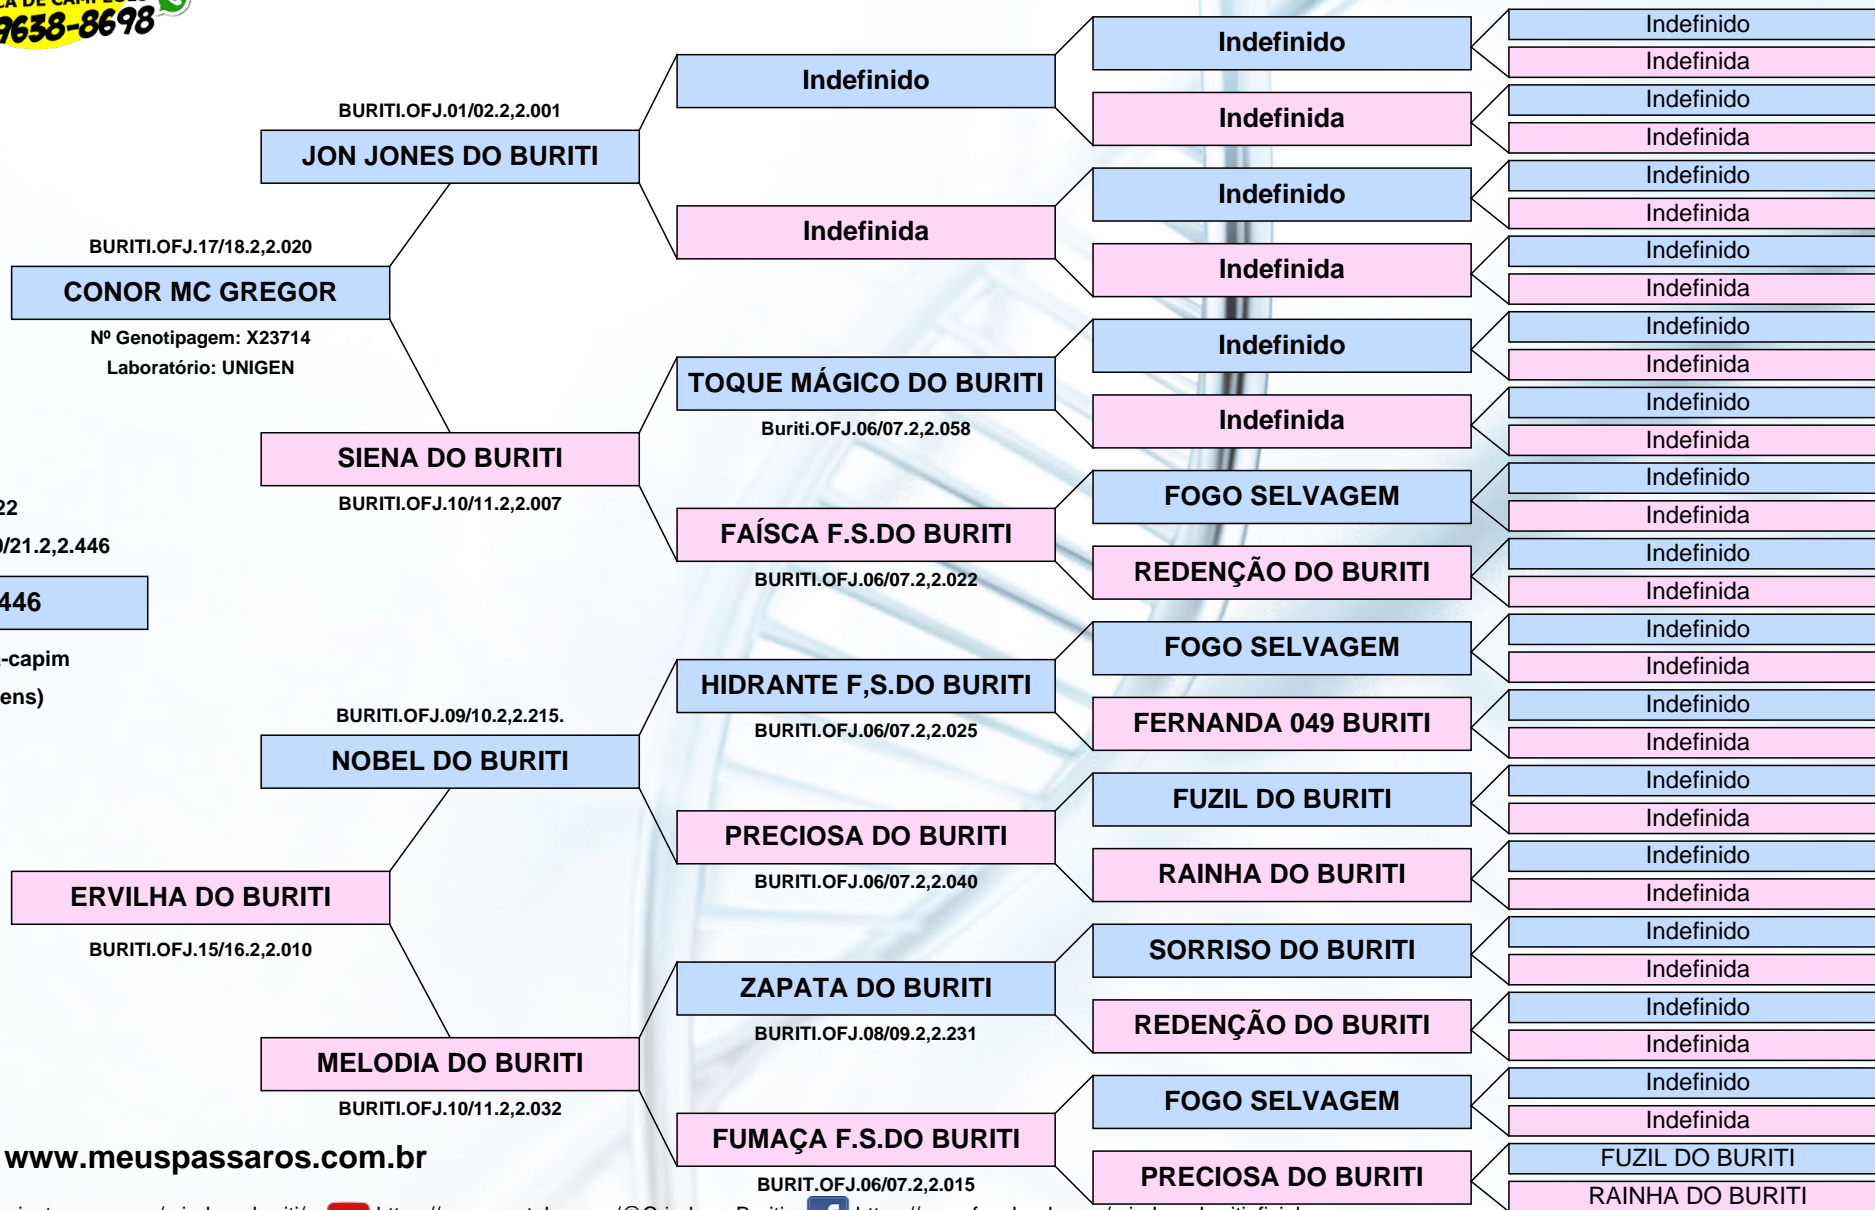 9638-8698
BURITI.OFJ.01/02.2,2.001
JON JONES DO BURITI
BURITI.OFJ.17/18.2,2.020
CONOR MC GREGOR
Nº Genotipagem: X23714
Laboratório: UNIGEN
SIENA DO BURITI
BURITI.OFJ.10/11.2,2.007
22
0/21.2,2.446
446
-capim
ens)
BURITI.OFJ.09/10.2,2.215.
NOBEL DO BURITI
ERVILHA DO BURITI
BURITI.OFJ.15/16.2,2.010
MELODIA DO BURITI
BURITI.OFJ.10/11.2,2.032
Indefinido
Indefinida
TOQUE MÁGICO DO BURITI
Buriti.OFJ.06/07.2,2.058
FAÍSCA F.S.DO BURITI
BURITI.OFJ.06/07.2,2.022
HIDRANTE F,S.DO BURITI
BURITI.OFJ.06/07.2,2.025
PRECIOSA DO BURITI
BURITI.OFJ.06/07.2,2.040
ZAPATA DO BURITI
BURITI.OFJ.08/09.2,2.231
FUMAÇA F.S.DO BURITI
BURIT.OFJ.06/07.2,2.015
Indefinido
Indefinida
Indefinido
Indefinida
Indefinido
Indefinida
FOGO SELVAGEM
REDENÇÃO DO BURITI
FOGO SELVAGEM
FERNANDA 049 BURITI
FUZIL DO BURITI
RAINHA DO BURITI
SORRISO DO BURITI
REDENÇÃO DO BURITI
FOGO SELVAGEM
PRECIOSA DO BURITI
Indefinido
Indefinida
Indefinido
Indefinida
Indefinido
Indefinida
Indefinido
Indefinida
Indefinido
Indefinida
Indefinido
Indefinida
Indefinido
Indefinida
Indefinido
Indefinida
Indefinido
Indefinida
Indefinido
Indefinida
Indefinido
Indefinida
Indefinido
Indefinida
Indefinido
Indefinida
Indefinido
Indefinida
Indefinido
Indefinida
FUZIL DO BURITI
RAINHA DO BURITI
www.meuspassaros.com.br